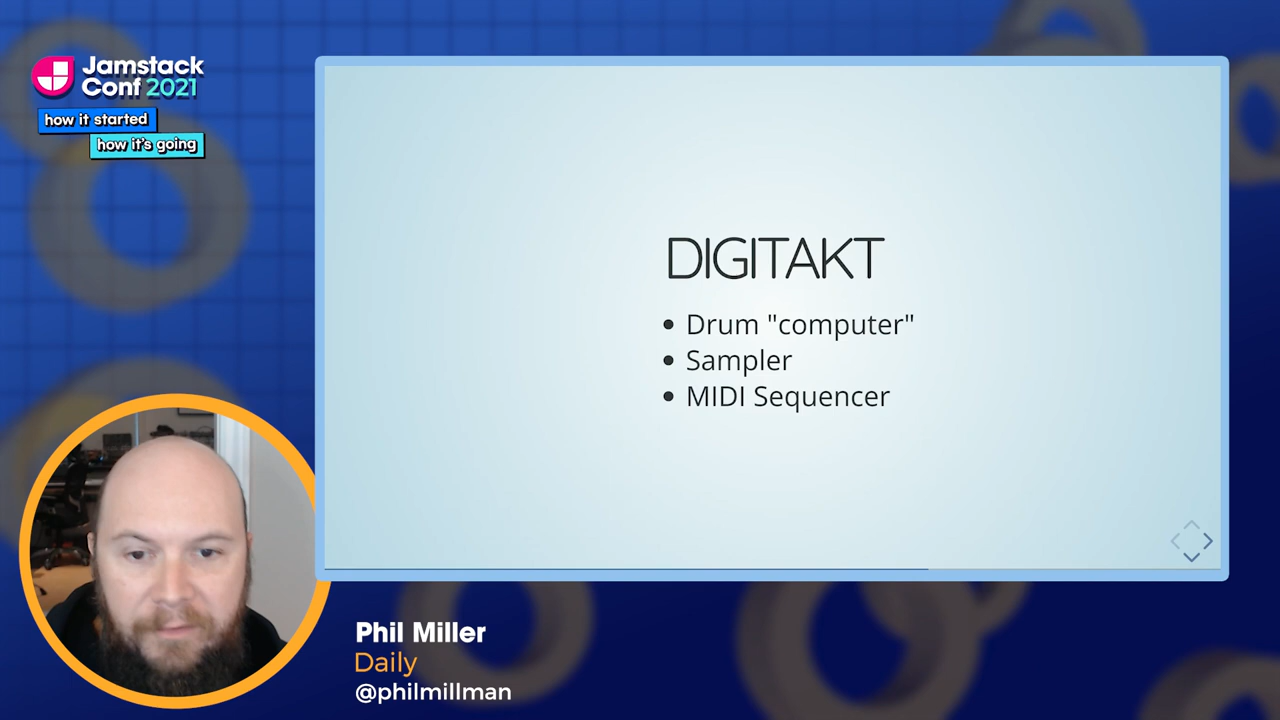 Jamstack
Conf 2021
how it started
how it's going
DIGITAKT
Drum "computer"
Sampler
MIDI Sequencer
Phil Miller
Daily
@philmillman